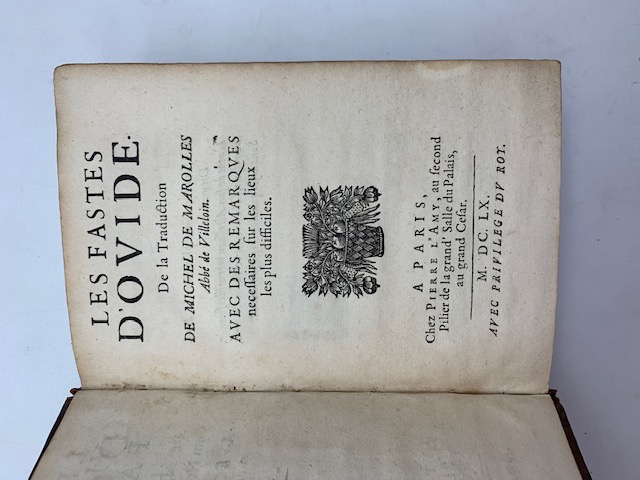 LES FASTES
D'OVIDE.
De la Traduction
DE MICHEL DE MAROLLES
Abbé de Villeloin.
AVEC DES REMARQVES
necessaires sur les lieux
les plus difficiles.
A PARIS,
Chez PIERRE L'AMY, au second
Pilier de la grand' Salle du Palais,
au grand Cesar.
M. DC. LX.
AVEC PRIVILEGE DV ROY.